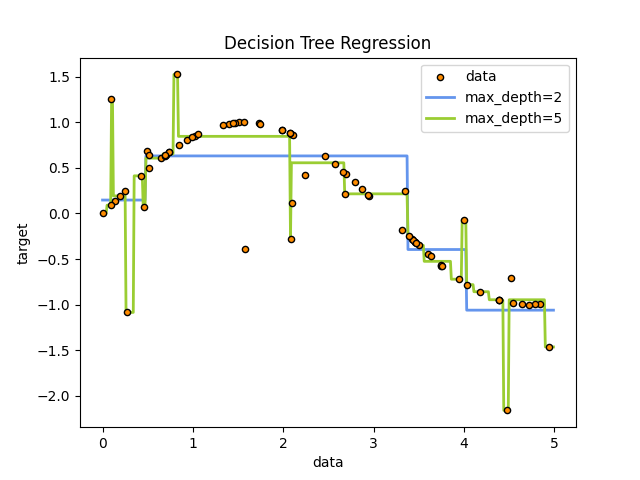 Decision Tree Regression
data
max_depth=2
max_depth=5
target
1.5
1.0
0.5
0.0
−0.5
−1.0
−1.5
−2.0
0 1 2 3 4 5
data